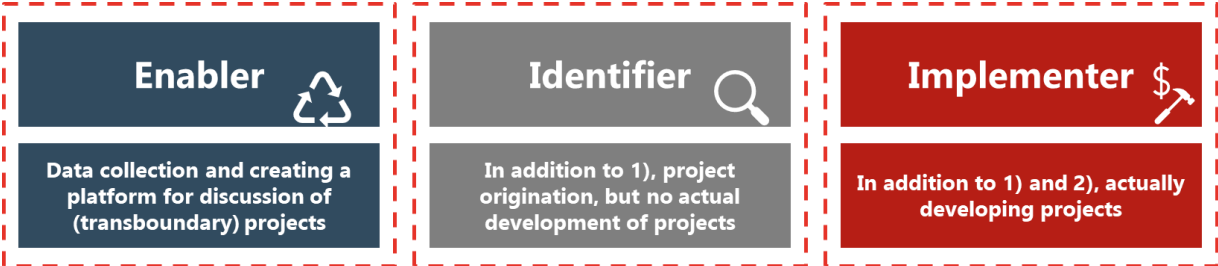 Enabler
Data collection and creating a
platform for discussion of
(transboundary) projects
Identifier
In addition to 1), project
origination, but no actual
development of projects
Implementer
$
In addition to 1) and 2), actually
developing projects